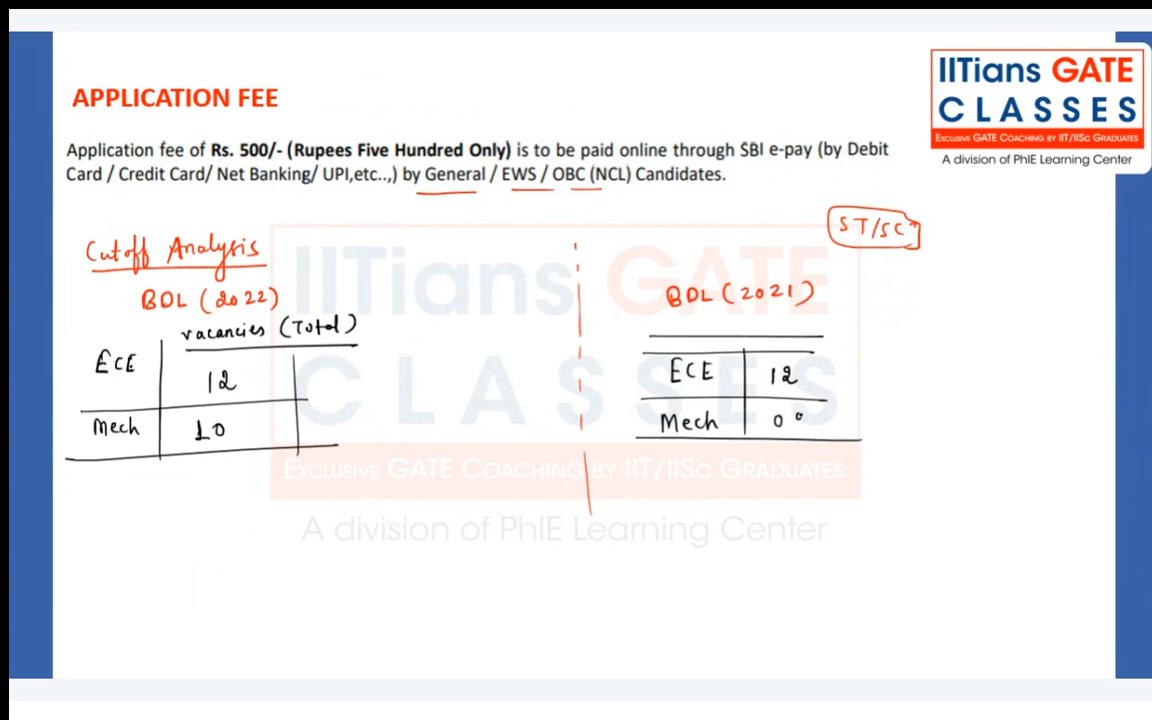 IITians GATE
CLASSES
EXCLUSIVE GATE COACHING BY IIT/IISc GRADUATES
A division of PhIE Learning Center
APPLICATION FEE
Application fee of Rs. 500/- (Rupees Five Hundred Only) is to be paid online through SBI e-pay (by Debit
Card / Credit Card/ Net Banking/ UPI,etc..,) by General / EWS / OBC (NCL) Candidates.
ST/SC
Cutoff Analysis
BDL (2022)
vacancies (Total)
ECE 12
Mech 10
BDL (2021)
ECE 12
Mech 0
IITians GATE
CLASSES
EXCLUSIVE GATE COACHING BY IIT/IISc GRADUATES
A division of PhIE Learning Center